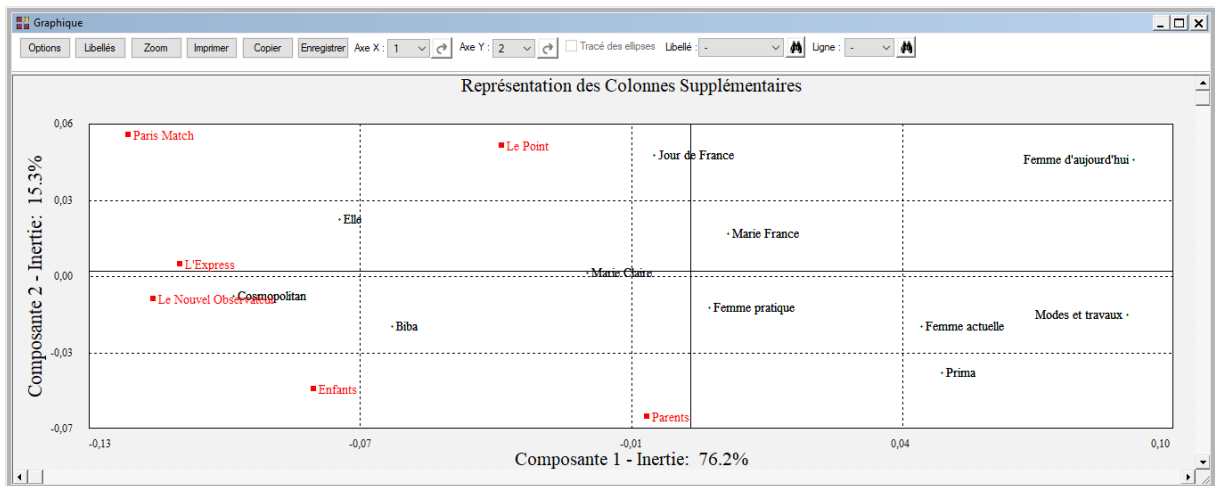 Graphique
Options Libellés Zoom Imprimer Copier Enregistrer Axe X : 1 Axe Y : 2 Tracé des ellipses Libellé : - Ligne : -
Représentation des Colonnes Supplémentaires
0,06
Paris Match
Le Point
Jour de France
Femme d'aujourd'hui
Composante 2 - Inertie: 15.3%
0,03
Elle
Marie France
L'Express
Marie Claire
0,00
Le Nouvel Observateur
Cosmopolitan
Femme pratique
Modes et travaux
Biba
Femme actuelle
-0,03
Prima
Enfants
Parents
-0,07
-0,13 -0,07 -0,01 0,04 0,10
Composante 1 - Inertie: 76.2%